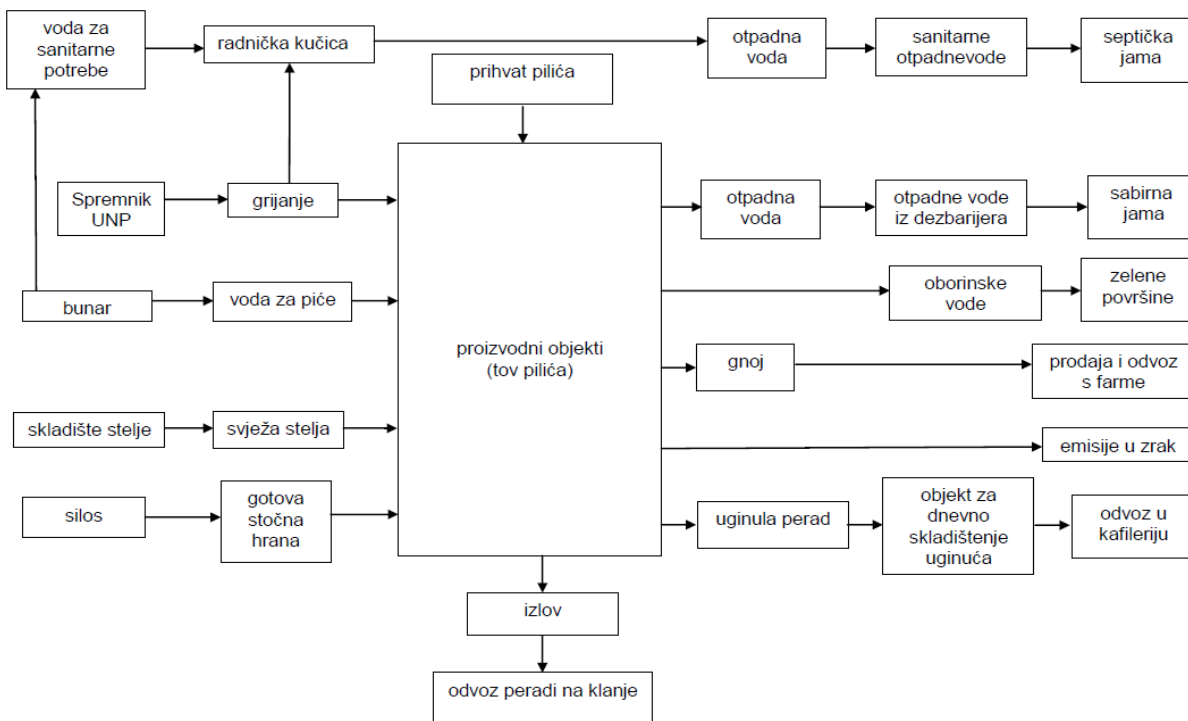 voda za
sanitarne
potrebe
radnička kučica
otpadna
voda
sanitarne
otpadnevode
septička
jama
prihvat pilića
Spremnik
UNP
grijanje
otpadna
voda
otpadne vode
iz dezbarijera
sabirna
jama
bunar
voda za piće
oborinske
vode
zelene
površine
proizvodni objekti
(tov pilića)
gnoj
prodaja i odvoz
s farme
skladište stelje
svježa stelja
emisije u zrak
silos
gotova
stočna
hrana
uginula perad
objekt za
dnevno
skladištenje
uginuća
odvoz u
kafileriju
izlov
odvoz peradi na klanje